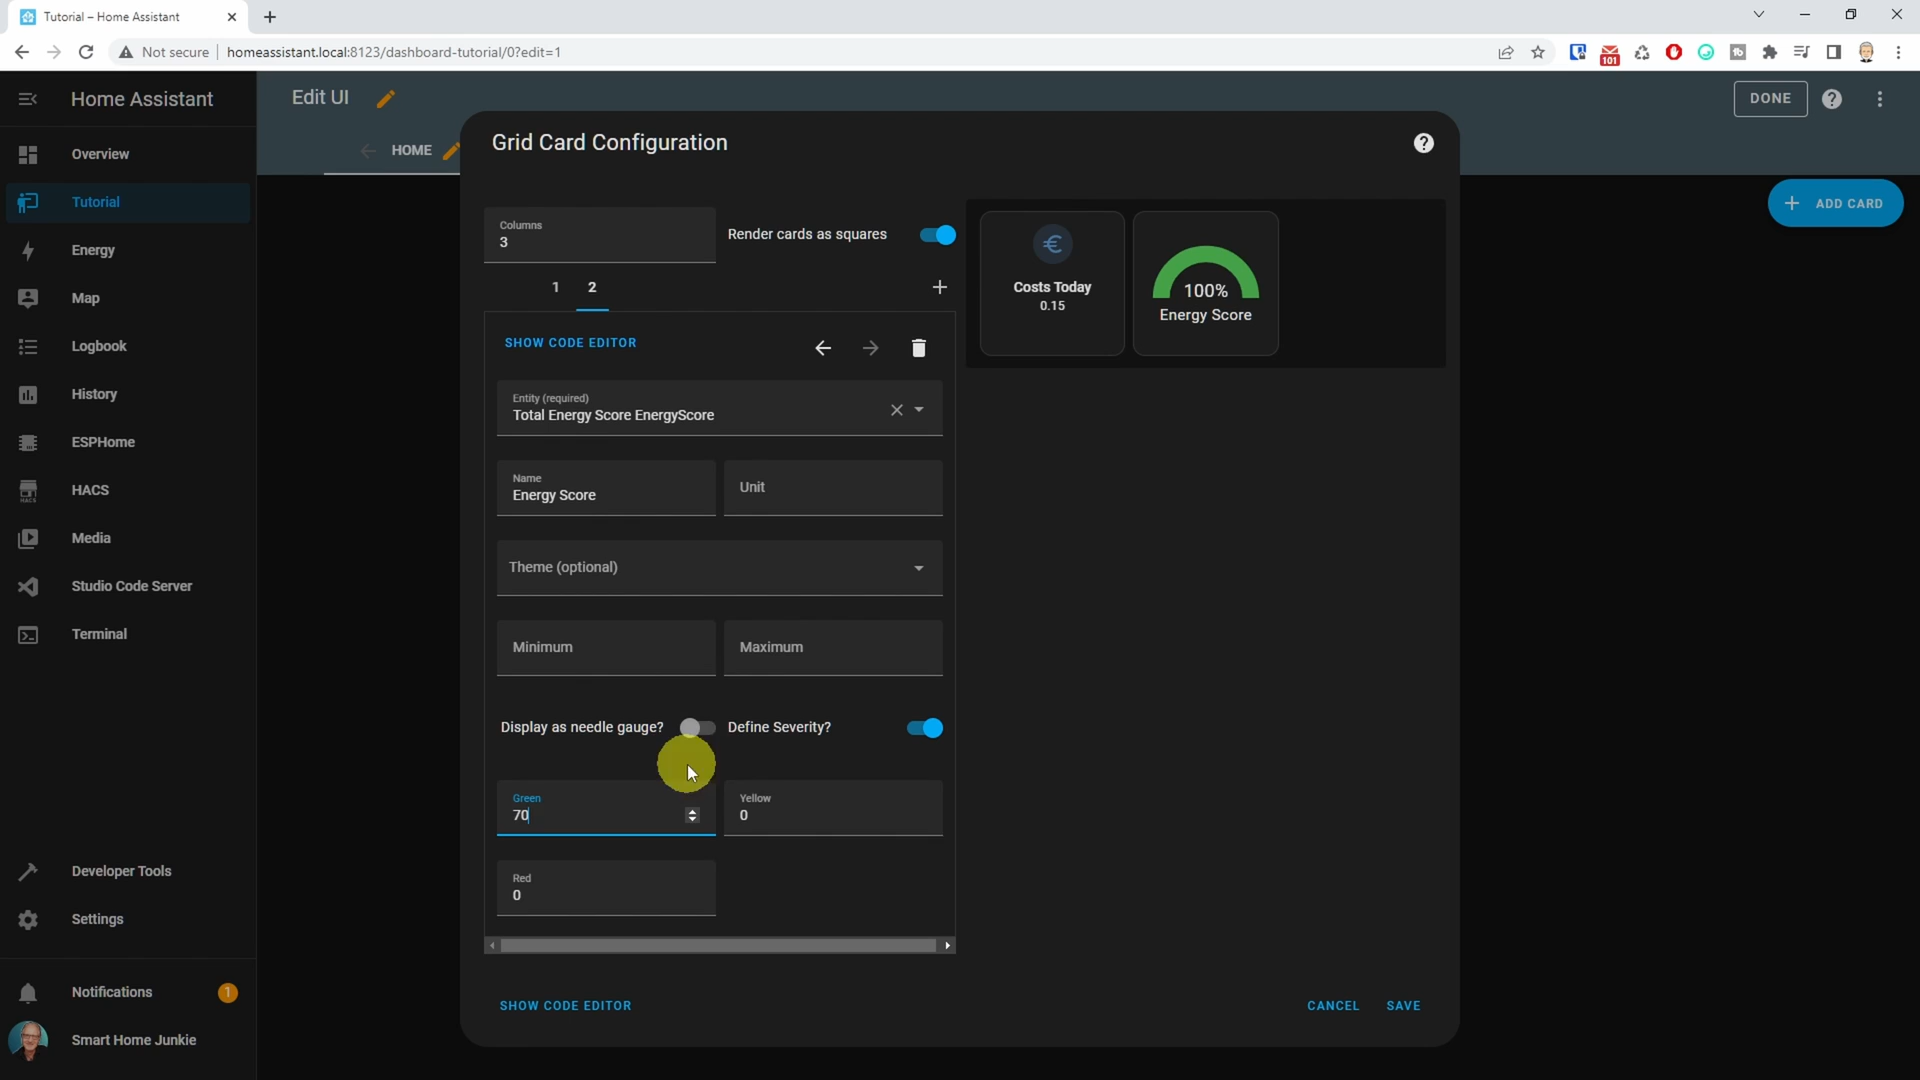 Tutorial – Home Assistant
Not secure
homeassistant.local:8123/dashboard-tutorial/0?edit=1
101
Home Assistant
Edit UI
DONE
HOME
Overview
Tutorial
Energy
Map
Logbook
History
ESPHome
HACS
Media
Studio Code Server
Terminal
Developer Tools
Settings
Notifications
1
Smart Home Junkie
ADD CARD
Grid Card Configuration
Columns
3
Render cards as squares
1
2
SHOW CODE EDITOR
Entity (required)
Total Energy Score EnergyScore
Name
Energy Score
Unit
Theme (optional)
Minimum
Maximum
Display as needle gauge?
Define Severity?
Green
70
Yellow
0
Red
0
Costs Today
0.15
100%
Energy Score
SHOW CODE EDITOR
CANCEL
SAVE